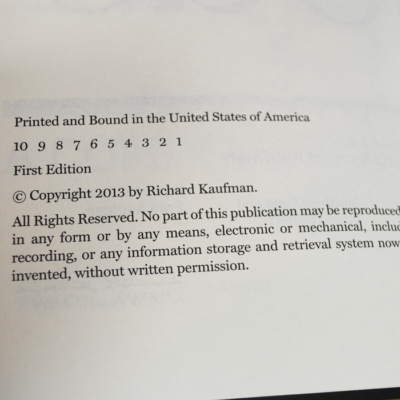 Printed and Bound in the United States of America
10 9 8 7 6 5 4 3 2 1
First Edition
© Copyright 2013 by Richard Kaufman.
All Rights Reserved. No part of this publication may be reproduced
in any form or by any means, electronic or mechanical, includ
recording, or any information storage and retrieval system now
invented, without written permission.